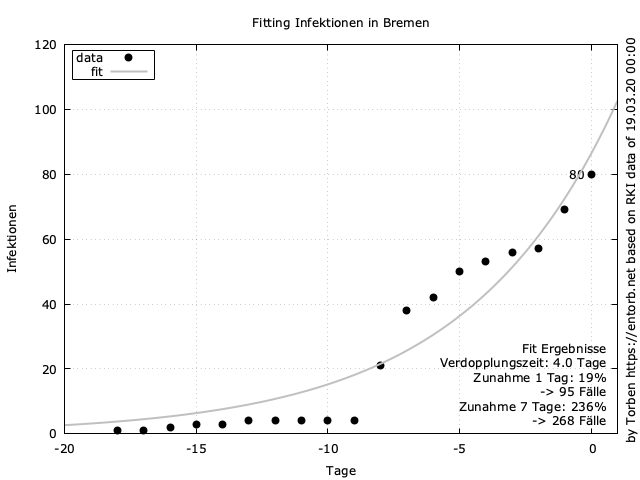 Fitting Infektionen in Bremen
data
fit
120
100
80
60
40
20
0
Infektionen
80
Fit Ergebnisse
Verdopplungszeit: 4.0 Tage
Zunahme 1 Tag: 19%
-> 95 Fälle
Zunahme 7 Tage: 236%
-> 268 Fälle
-20 -15 -10 -5 0
Tage
by Torben https://entorb.net based on RKI data of 19.03.20 00:00